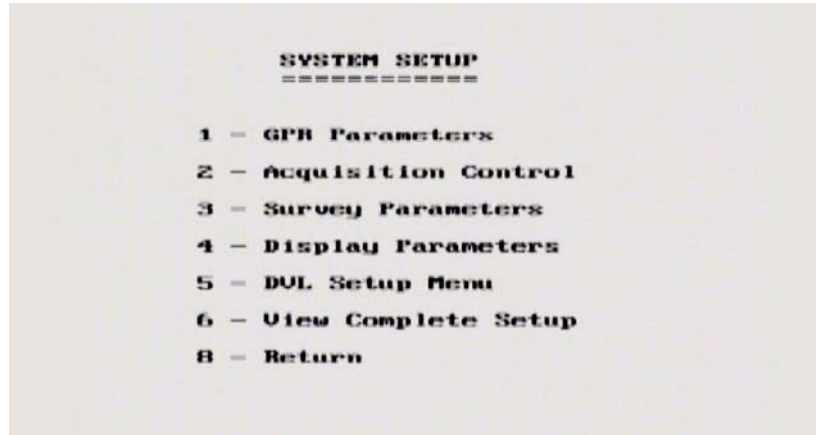 SYSTEM SETUP
============
1 - GPR Parameters
2 - Acquisition Control
3 - Survey Parameters
4 - Display Parameters
5 - DVL Setup Menu
6 - View Complete Setup
8 - Return